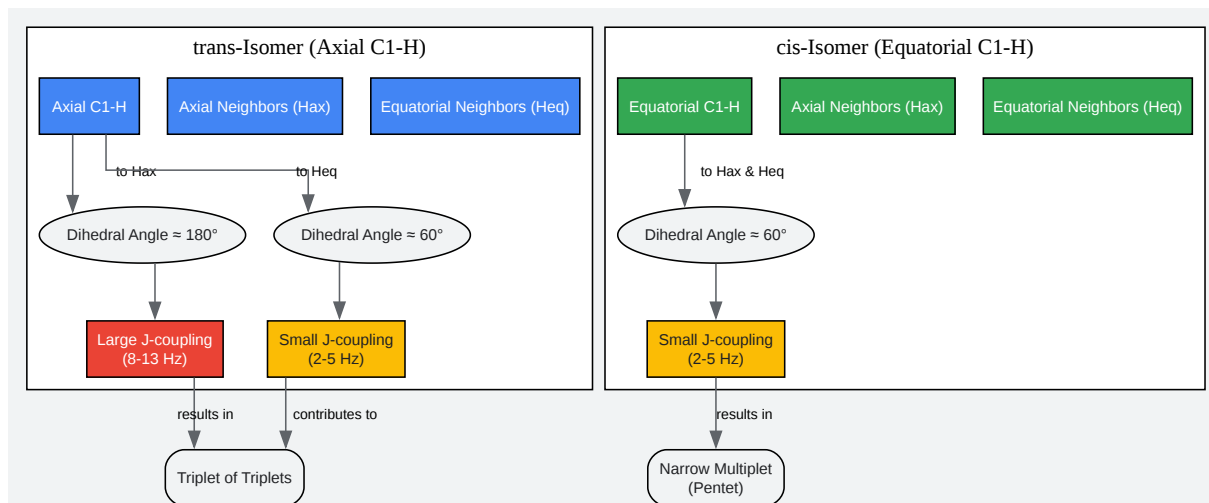 trans-Isomer (Axial C1-H)
Axial C1-H
Axial Neighbors (Hax)
Equatorial Neighbors (Heq)
to Hax
to Heq
Dihedral Angle ≈ 180°
Dihedral Angle ≈ 60°
Large J-coupling
(8-13 Hz)
Small J-coupling
(2-5 Hz)
results in
contributes to
Triplet of Triplets
cis-Isomer (Equatorial C1-H)
Equatorial C1-H
Axial Neighbors (Hax)
Equatorial Neighbors (Heq)
to Hax & Heq
Dihedral Angle ≈ 60°
Small J-coupling
(2-5 Hz)
results in
Narrow Multiplet
(Pentet)